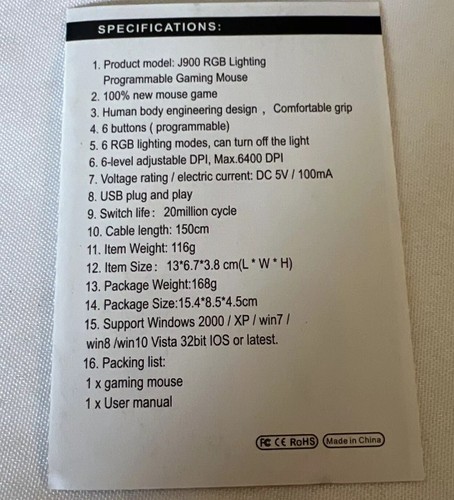 SPECIFICATIONS:
1. Product model: J900 RGB Lighting
Programmable Gaming Mouse
2. 100% new mouse game
3. Human body engineering design , Comfortable grip
4. 6 buttons ( programmable)
5. 6 RGB lighting modes, can turn off the light
6. 6-level adjustable DPI, Max.6400 DPI
7. Voltage rating / electric current: DC 5V / 100mA
8. USB plug and play
9. Switch life: 20million cycle
10. Cable length: 150cm
11. Item Weight: 116g
12. Item Size: 13*6.7*3.8 cm(L * W * H)
13. Package Weight:168g
14. Package Size:15.4*8.5*4.5cm
15. Support Windows 2000 / XP / win7 /
win8 /win10 Vista 32bit IOS or latest.
16. Packing list:
1 x gaming mouse
1 x User manual
FC CE RoHS Made in China